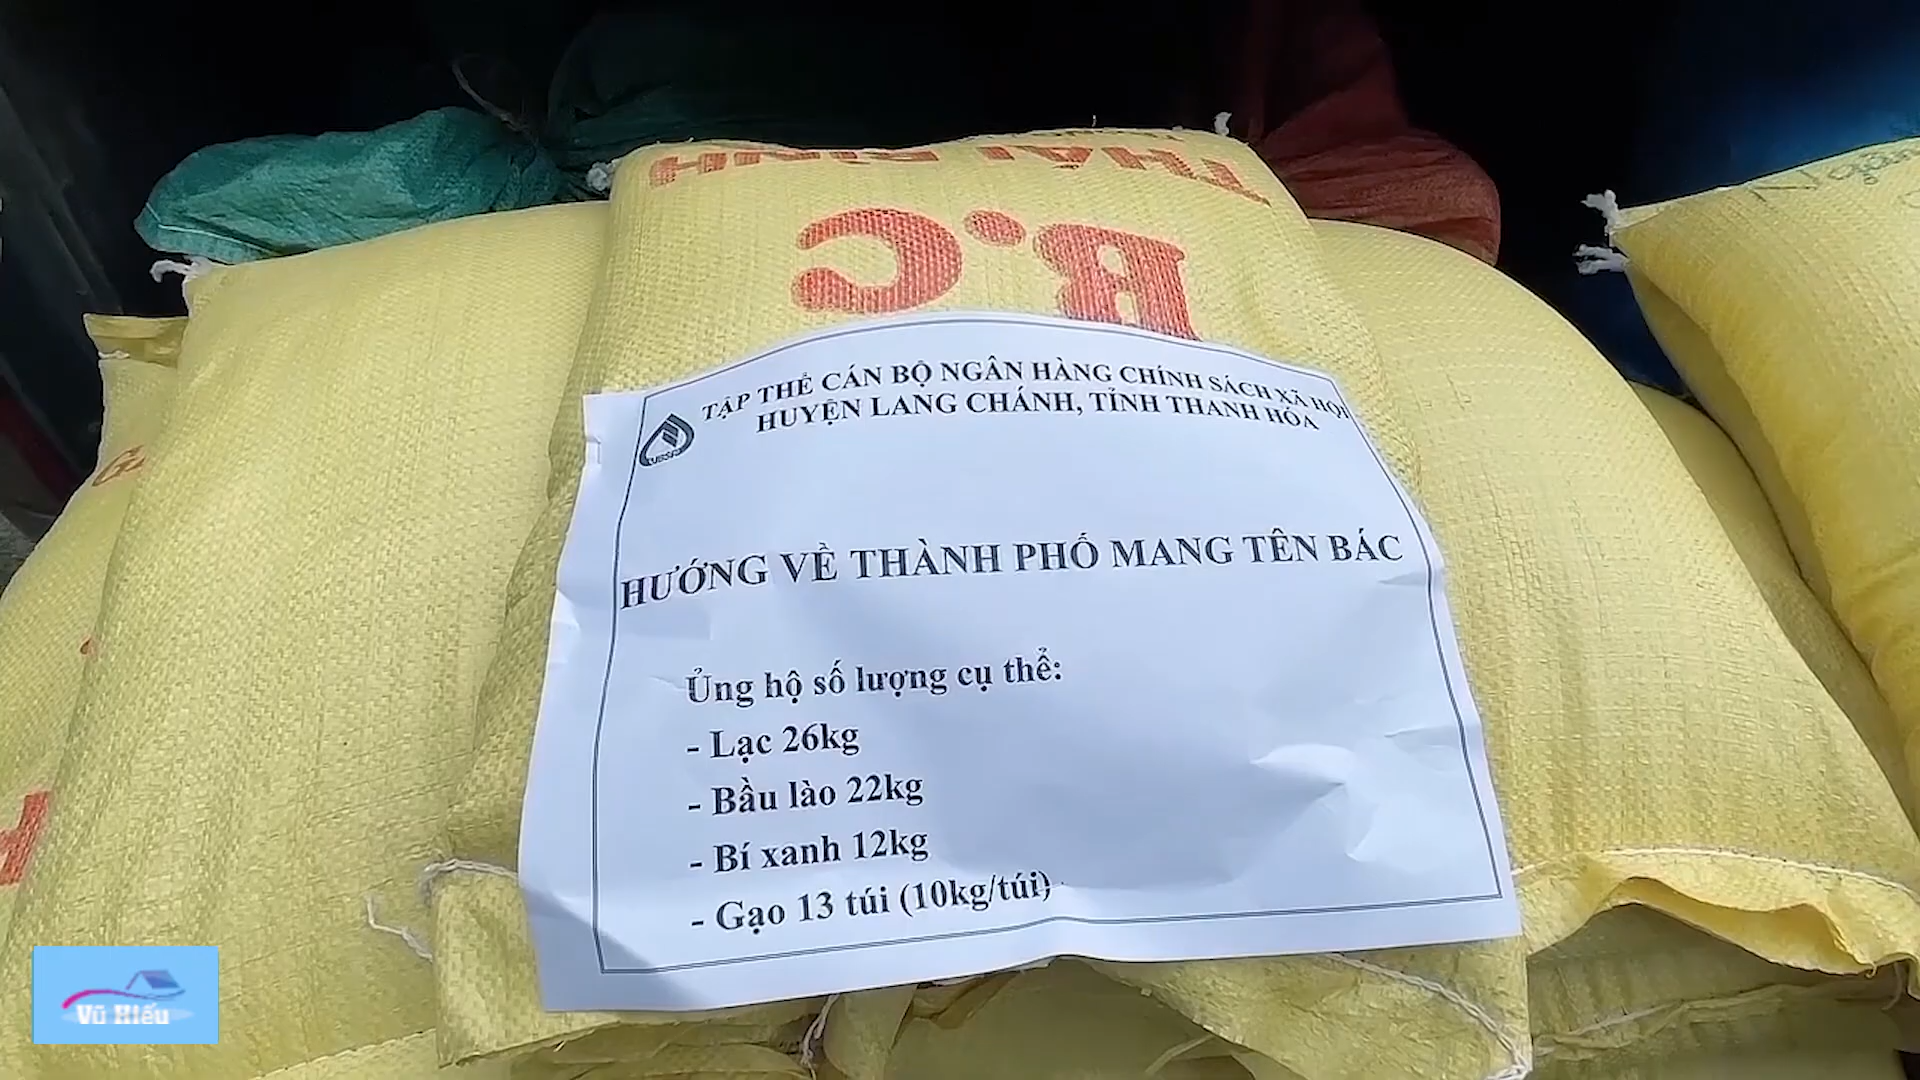 THÁI BÌNH
B.C
TẬP THỂ CÁN BỘ NGÂN HÀNG CHÍNH SÁCH XÃ HỘI
HUYỆN LANG CHÁNH, TỈNH THANH HÓA
VBSP
HƯỚNG VỀ THÀNH PHỐ MANG TÊN BÁC
Ủng hộ số lượng cụ thể:
- Lạc 26kg
- Bầu lào 22kg
- Bí xanh 12kg
- Gạo 13 túi (10kg/túi)
Vũ Hiếu